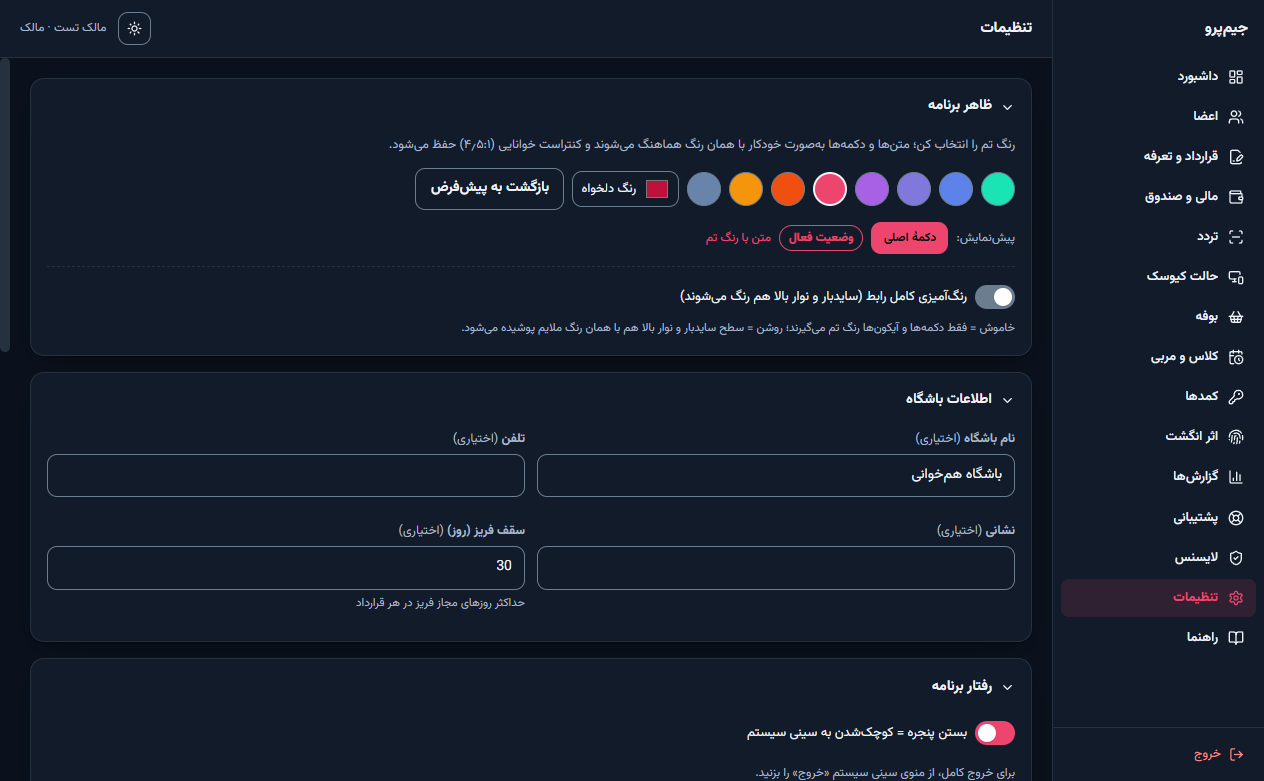 جیم‌پرو
داشبورد
اعضا
قرارداد و تعرفه
مالی و صندوق
تردد
حالت کیوسک
بوفه
کلاس و مربی
کمدها
اثر انگشت
گزارش‌ها
پشتیبانی
لایسنس
تنظیمات
راهنما
خروج
تنظیمات
مالک تست · مالک
ظاهر برنامه
رنگ تم را انتخاب کن؛ متن‌ها و دکمه‌ها به‌صورت خودکار با همان رنگ هماهنگ می‌شوند و کنتراست خوانایی (۴٫۵:۱) حفظ می‌شود.
رنگ دلخواه
بازگشت به پیش‌فرض
پیش‌نمایش: دکمهٔ اصلی وضعیت فعال متن با رنگ تم
رنگ‌آمیزی کامل رابط (سایدبار و نوار بالا هم رنگ می‌شوند)
خاموش = فقط دکمه‌ها و آیکون‌ها رنگ تم می‌گیرند؛ روشن = سطح سایدبار و نوار بالا هم با همان رنگ ملایم پوشیده می‌شود.
اطلاعات باشگاه
نام باشگاه (اختیاری)
باشگاه هم‌خوانی
تلفن (اختیاری)
نشانی (اختیاری)
سقف فریز (روز) (اختیاری)
30
حداکثر روزهای مجاز فریز در هر قرارداد
رفتار برنامه
بستن پنجره = کوچک‌شدن به سینی سیستم
برای خروج کامل، از منوی سینی سیستم «خروج» را بزنید.